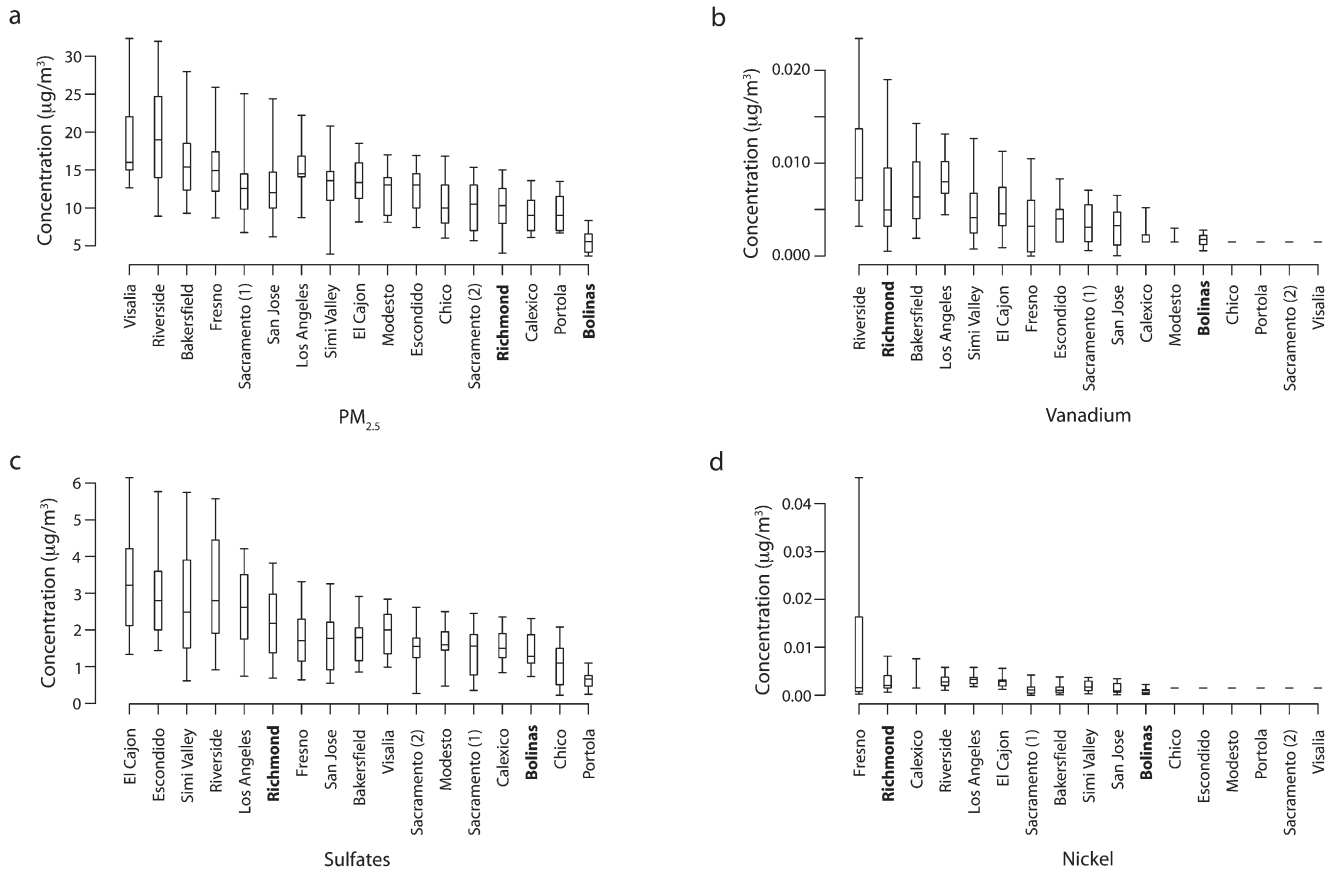 a
Concentration (μg/m³)
30
25
20
15
10
5
Visalia
Riverside
Bakersfield
Fresno
Sacramento (1)
San Jose
Los Angeles
Simi Valley
El Cajon
Modesto
Escondido
Chico
Sacramento (2)
Richmond
Calexico
Portola
Bolinas
PM₂.₅
b
Concentration (μg/m³)
0.020
0.010
0.000
Riverside
Richmond
Bakersfield
Los Angeles
Simi Valley
El Cajon
Fresno
Escondido
Sacramento (1)
San Jose
Calexico
Modesto
Bolinas
Chico
Portola
Sacramento (2)
Visalia
Vanadium
c
Concentration (μg/m³)
6
5
4
3
2
1
0
El Cajon
Escondido
Simi Valley
Riverside
Los Angeles
Richmond
Fresno
San Jose
Bakersfield
Visalia
Sacramento (2)
Modesto
Sacramento (1)
Calexico
Bolinas
Chico
Portola
Sulfates
d
Concentration (μg/m³)
0.04
0.03
0.02
0.01
0.00
Fresno
Richmond
Calexico
Riverside
Los Angeles
El Cajon
Sacramento (1)
Bakersfield
Simi Valley
San Jose
Bolinas
Chico
Escondido
Modesto
Portola
Sacramento (2)
Visalia
Nickel